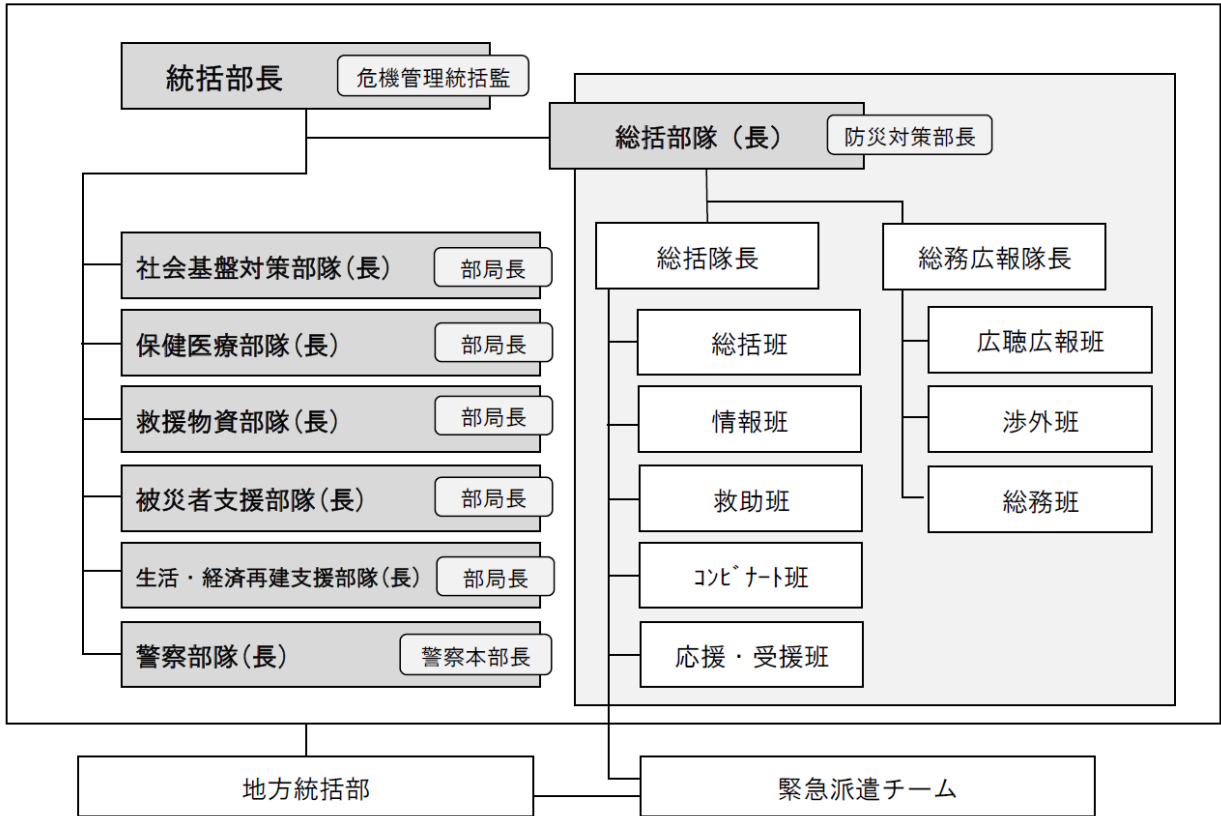 統括部長
危機管理統括監
総括部隊（長）
防災対策部長
社会基盤対策部隊(長)
部局長
保健医療部隊(長)
部局長
救援物資部隊(長)
部局長
被災者支援部隊(長)
部局長
生活・経済再建支援部隊(長)
部局長
警察部隊(長)
警察本部長
総括隊長
総括班
情報班
救助班
ｺﾝﾋﾞﾅｰﾄ班
応援・受援班
総務広報隊長
広聴広報班
渉外班
総務班
地方統括部
緊急派遣チーム